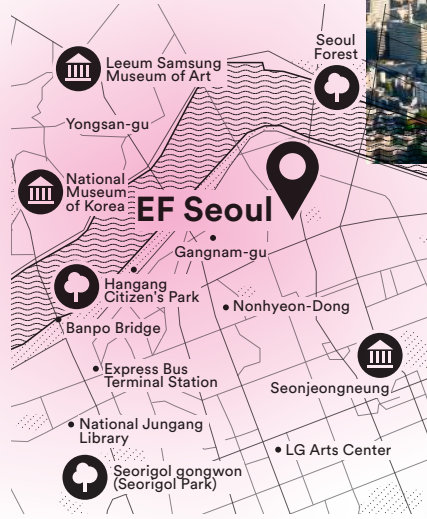 Seoul
Forest
Leeum Samsung
Museum of Art
Yongsan-gu
National
Museum
of Korea
EF Seoul
Gangnam-gu
Hangang
Citizen's Park
Nonhyeon-Dong
Banpo Bridge
Express Bus
Terminal Station
Seonjeongneung
National Jungang
Library
LG Arts Center
Seorigol gongwon
(Seorigol Park)